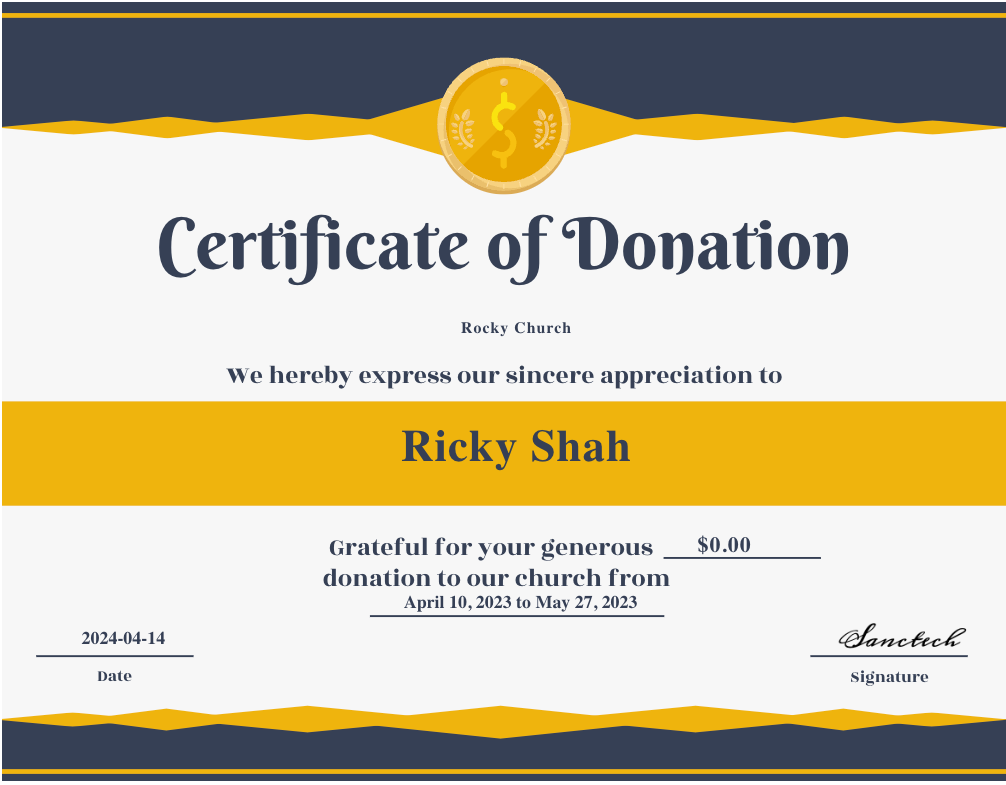 Certificate of Donation
Rocky Church
We hereby express our sincere appreciation to
Ricky Shah
Grateful for your generous $0.00
donation to our church from
April 10, 2023 to May 27, 2023
2024-04-14
Date
Sanctech
Signature